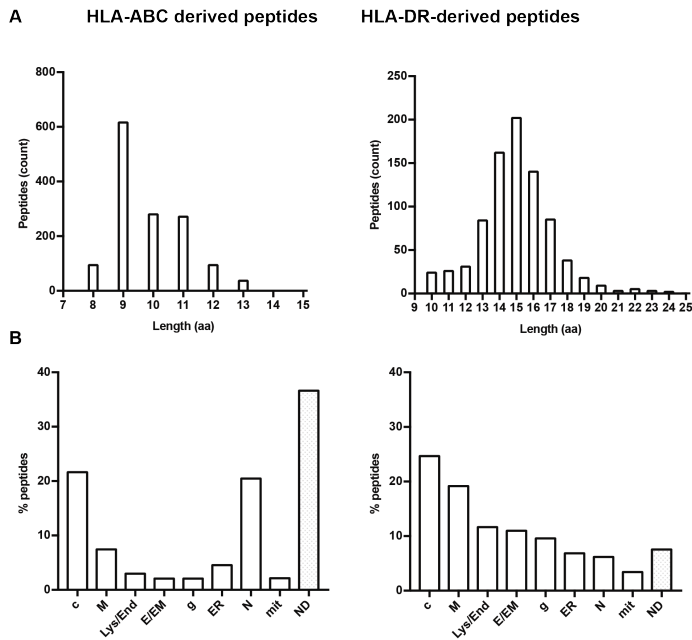 A HLA-ABC derived peptides HLA-DR-derived peptides
Peptides (count)
800
600
400
200
0
7 8 9 10 11 12 13 14 15
Length (aa)
Peptides (count)
250
200
150
100
50
0
9 10 11 12 13 14 15 16 17 18 19 20 21 22 23 24 25
Length (aa)
B
% peptides
40
30
20
10
0
c M Lys/End E/EM g ER N mit ND
% peptides
40
30
20
10
0
c M Lys/End E/EM g ER N mit ND